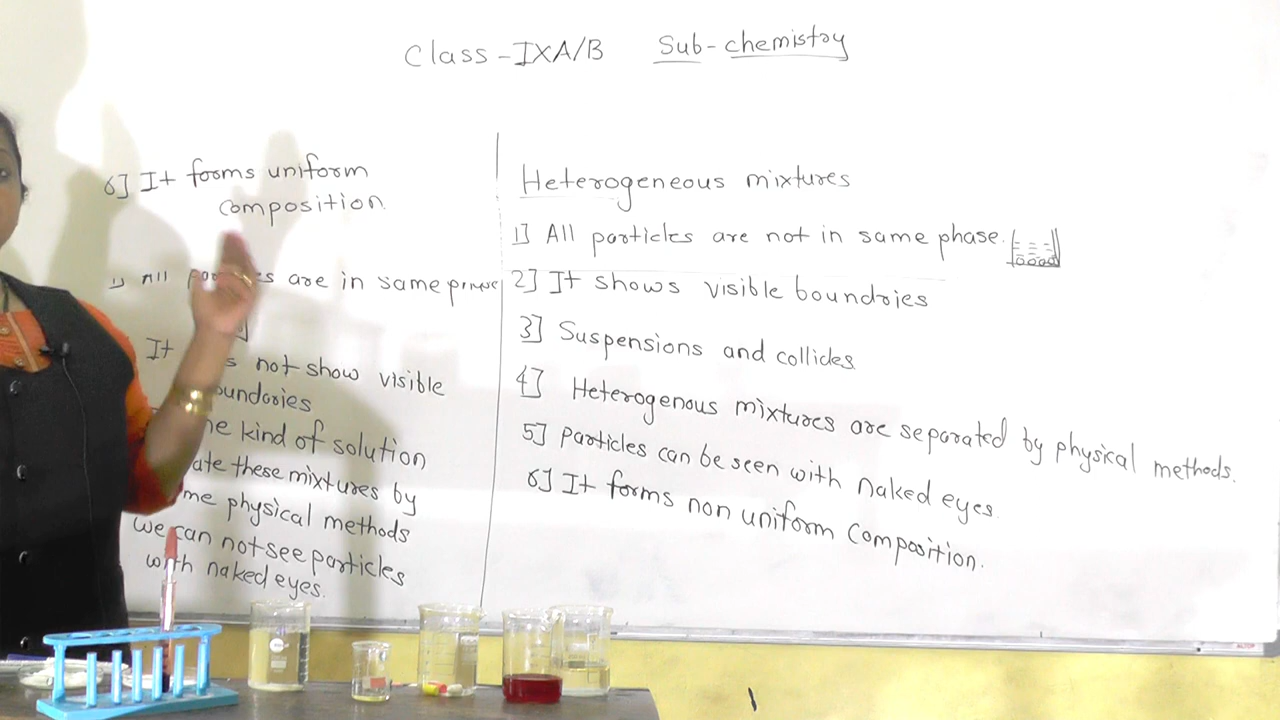 Class-IXA/B Sub-chemistry
6] It forms uniform
composition
1) All are in same
It not show visible
kind of solution
these mixtures by
physical methods
we can not see particles
with naked eyes.
Heterogeneous mixtures
1] All particles are not in same phase.
2] It shows visible boundries
3] Suspensions and collides
4] Heterogenous mixtures are separated by physical methods.
5] Particles can be seen with naked eyes.
6] It forms non uniform composition.